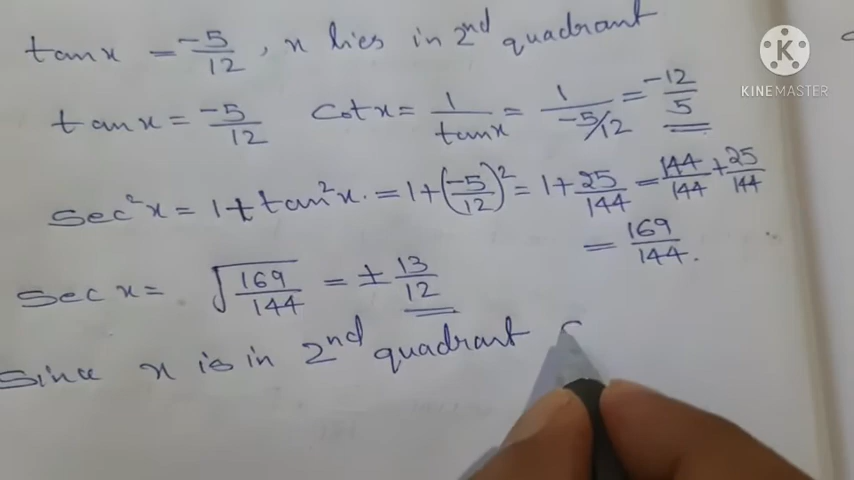 tan x = -5/12, x lies in 2nd quadrant
tan x = -5/12 cot x = 1/tan x = 1/(-5/12) = -12/5
sec²x = 1 + tan²x. = 1 + (-5/12)² = 1 + 25/144 = 144/144 + 25/144
= 169/144.
sec x = √(169/144) = ± 13/12
Since x is in 2nd quadrant
KINEMASTER